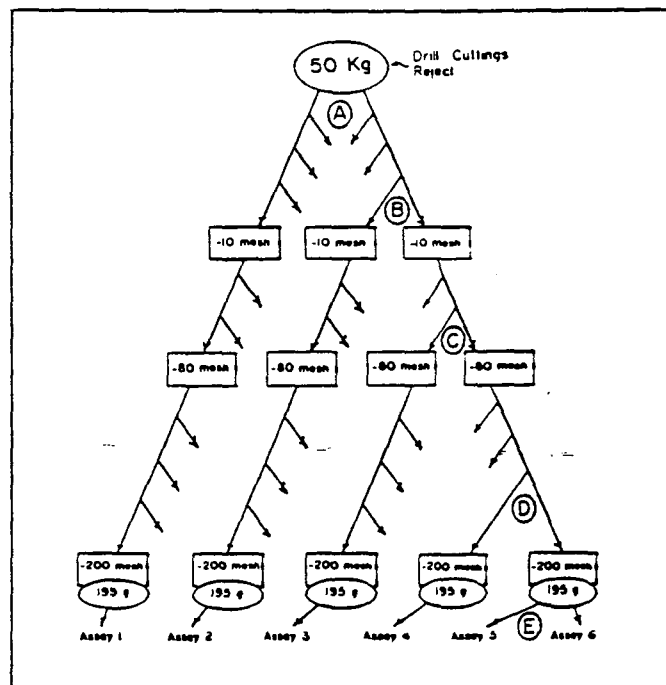 50 Kg
Drill Cuttings
Reject
A
B
-10 mesh
-10 mesh
-10 mesh
C
-80 mesh
-80 mesh
-80 mesh
-80 mesh
D
-200 mesh
-200 mesh
-200 mesh
-200 mesh
-200 mesh
195 g
195 g
195 g
195 g
195 g
E
Assay 1
Assay 2
Assay 3
Assay 4
Assay 5
Assay 6